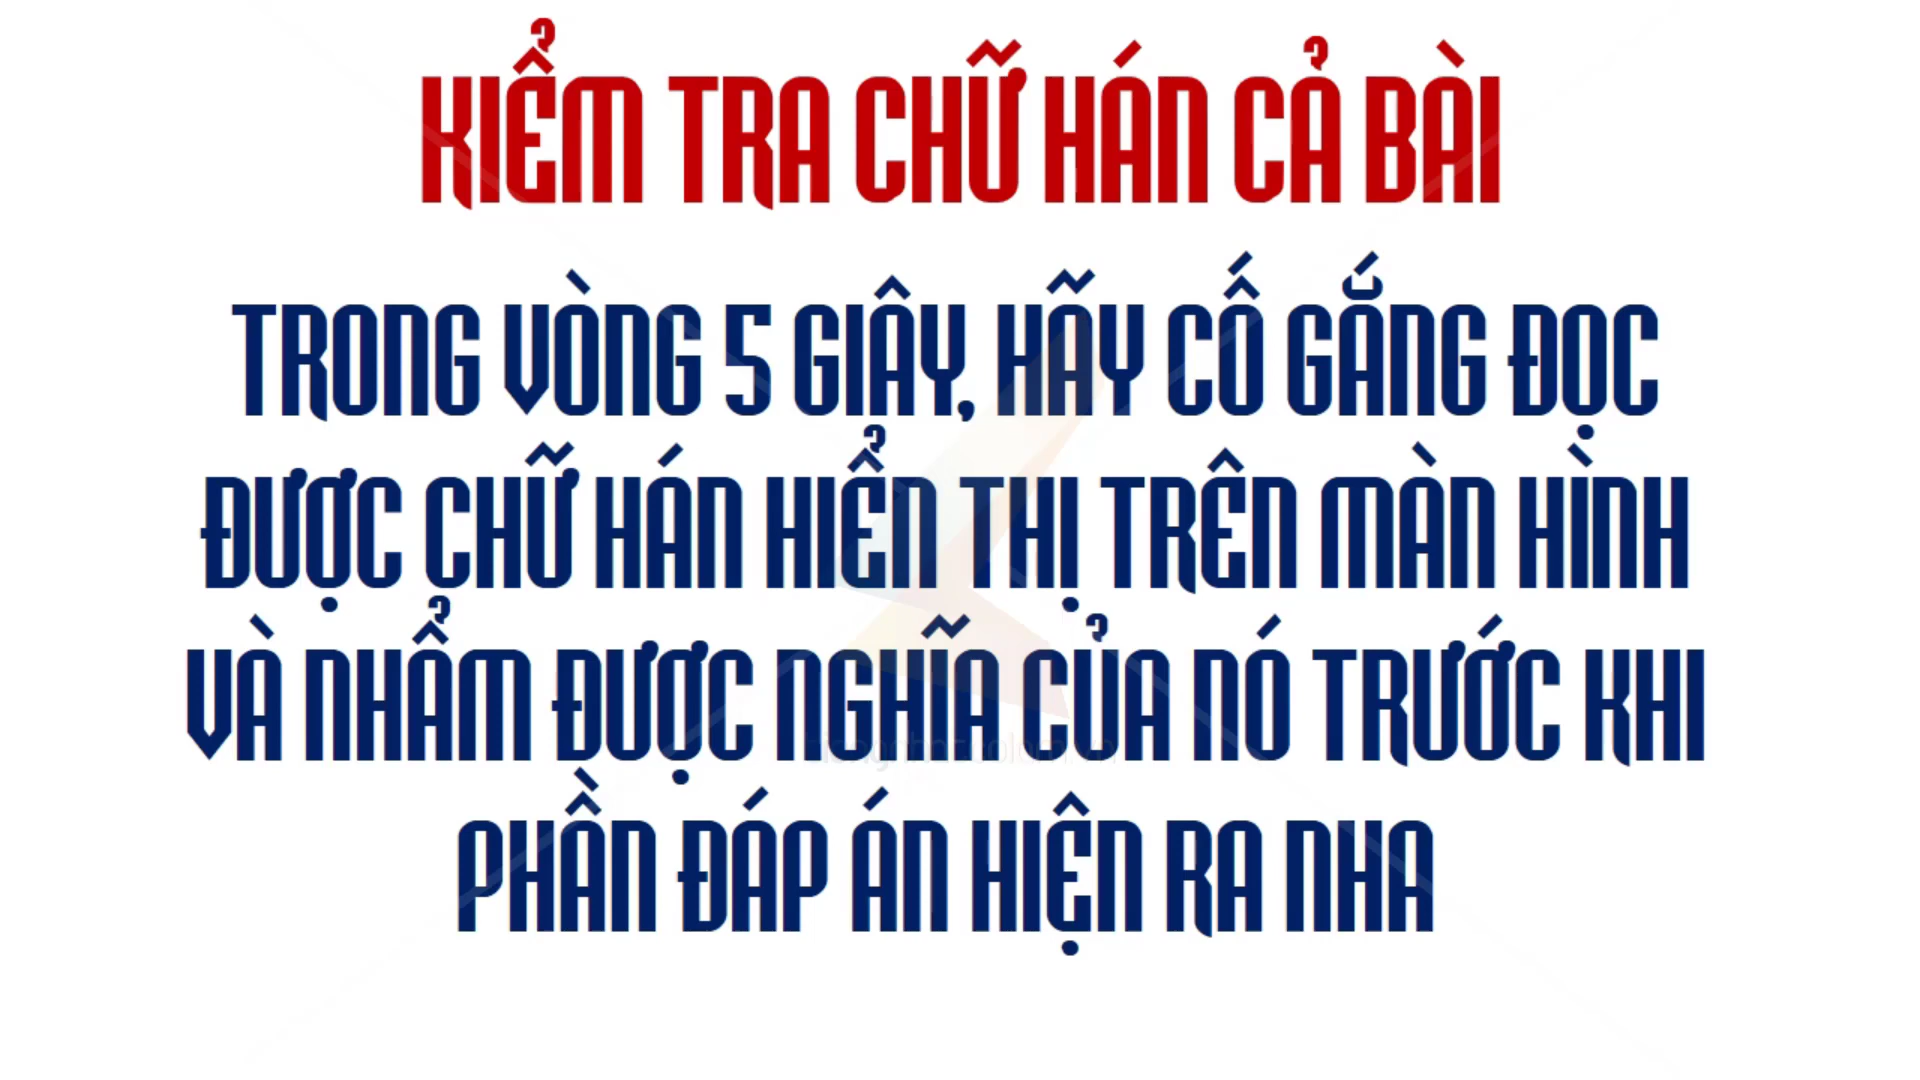 KIỂM TRA CHỮ HÁN CẢ BÀI
TRONG VÒNG 5 GIÂY, HÃY CỐ GẮNG ĐỌC
ĐƯỢC CHỮ HÁN HIỂN THỊ TRÊN MÀN HÌNH
VÀ NHẨM ĐƯỢC NGHĨA CỦA NÓ TRƯỚC KHI
PHẦN ĐÁP ÁN HIỆN RA NHA